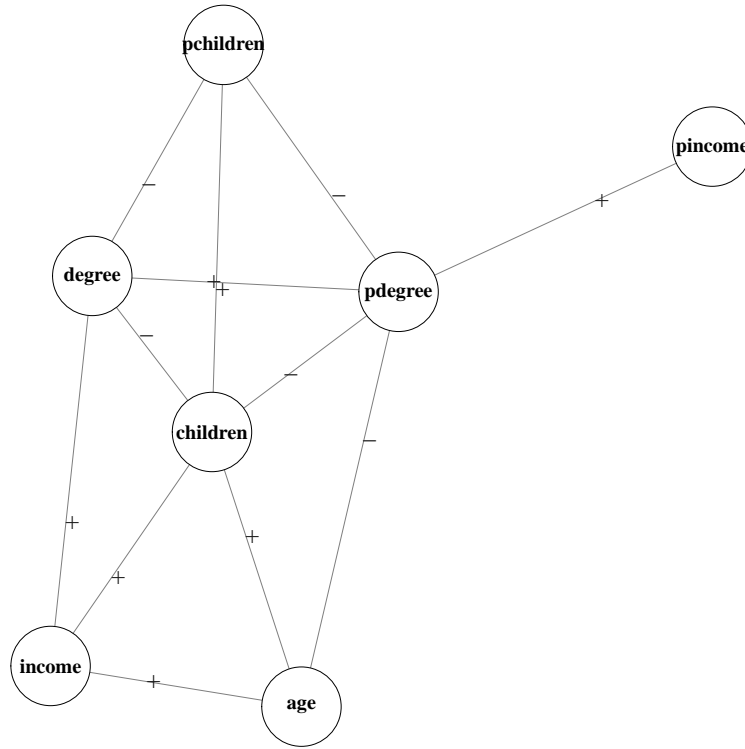 pchildren
pincome
−
−
+
degree
+
+
pdegree
−
−
children
−
+
+
+
income
+
age